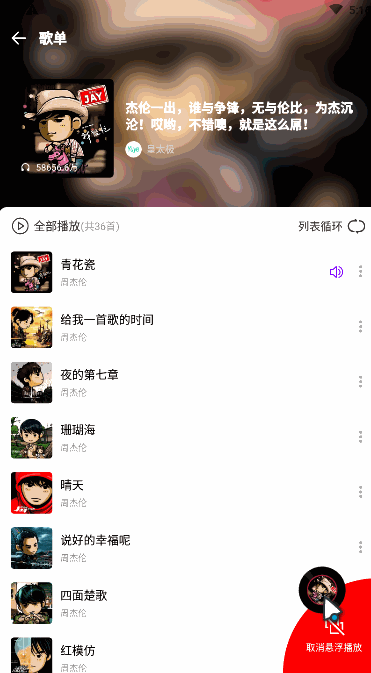 5:10
歌单
JAY
杰伦一出，谁与争锋，无与伦比，为杰沉
沦！哎哟，不错噢，就是这么屌！
皇太极
58656.6万
全部播放(共36首)
列表循环
青花瓷
周杰伦
给我一首歌的时间
周杰伦
夜的第七章
周杰伦
珊瑚海
周杰伦
晴天
周杰伦
说好的幸福呢
周杰伦
四面楚歌
周杰伦
红模仿
周杰伦
取消悬浮播放